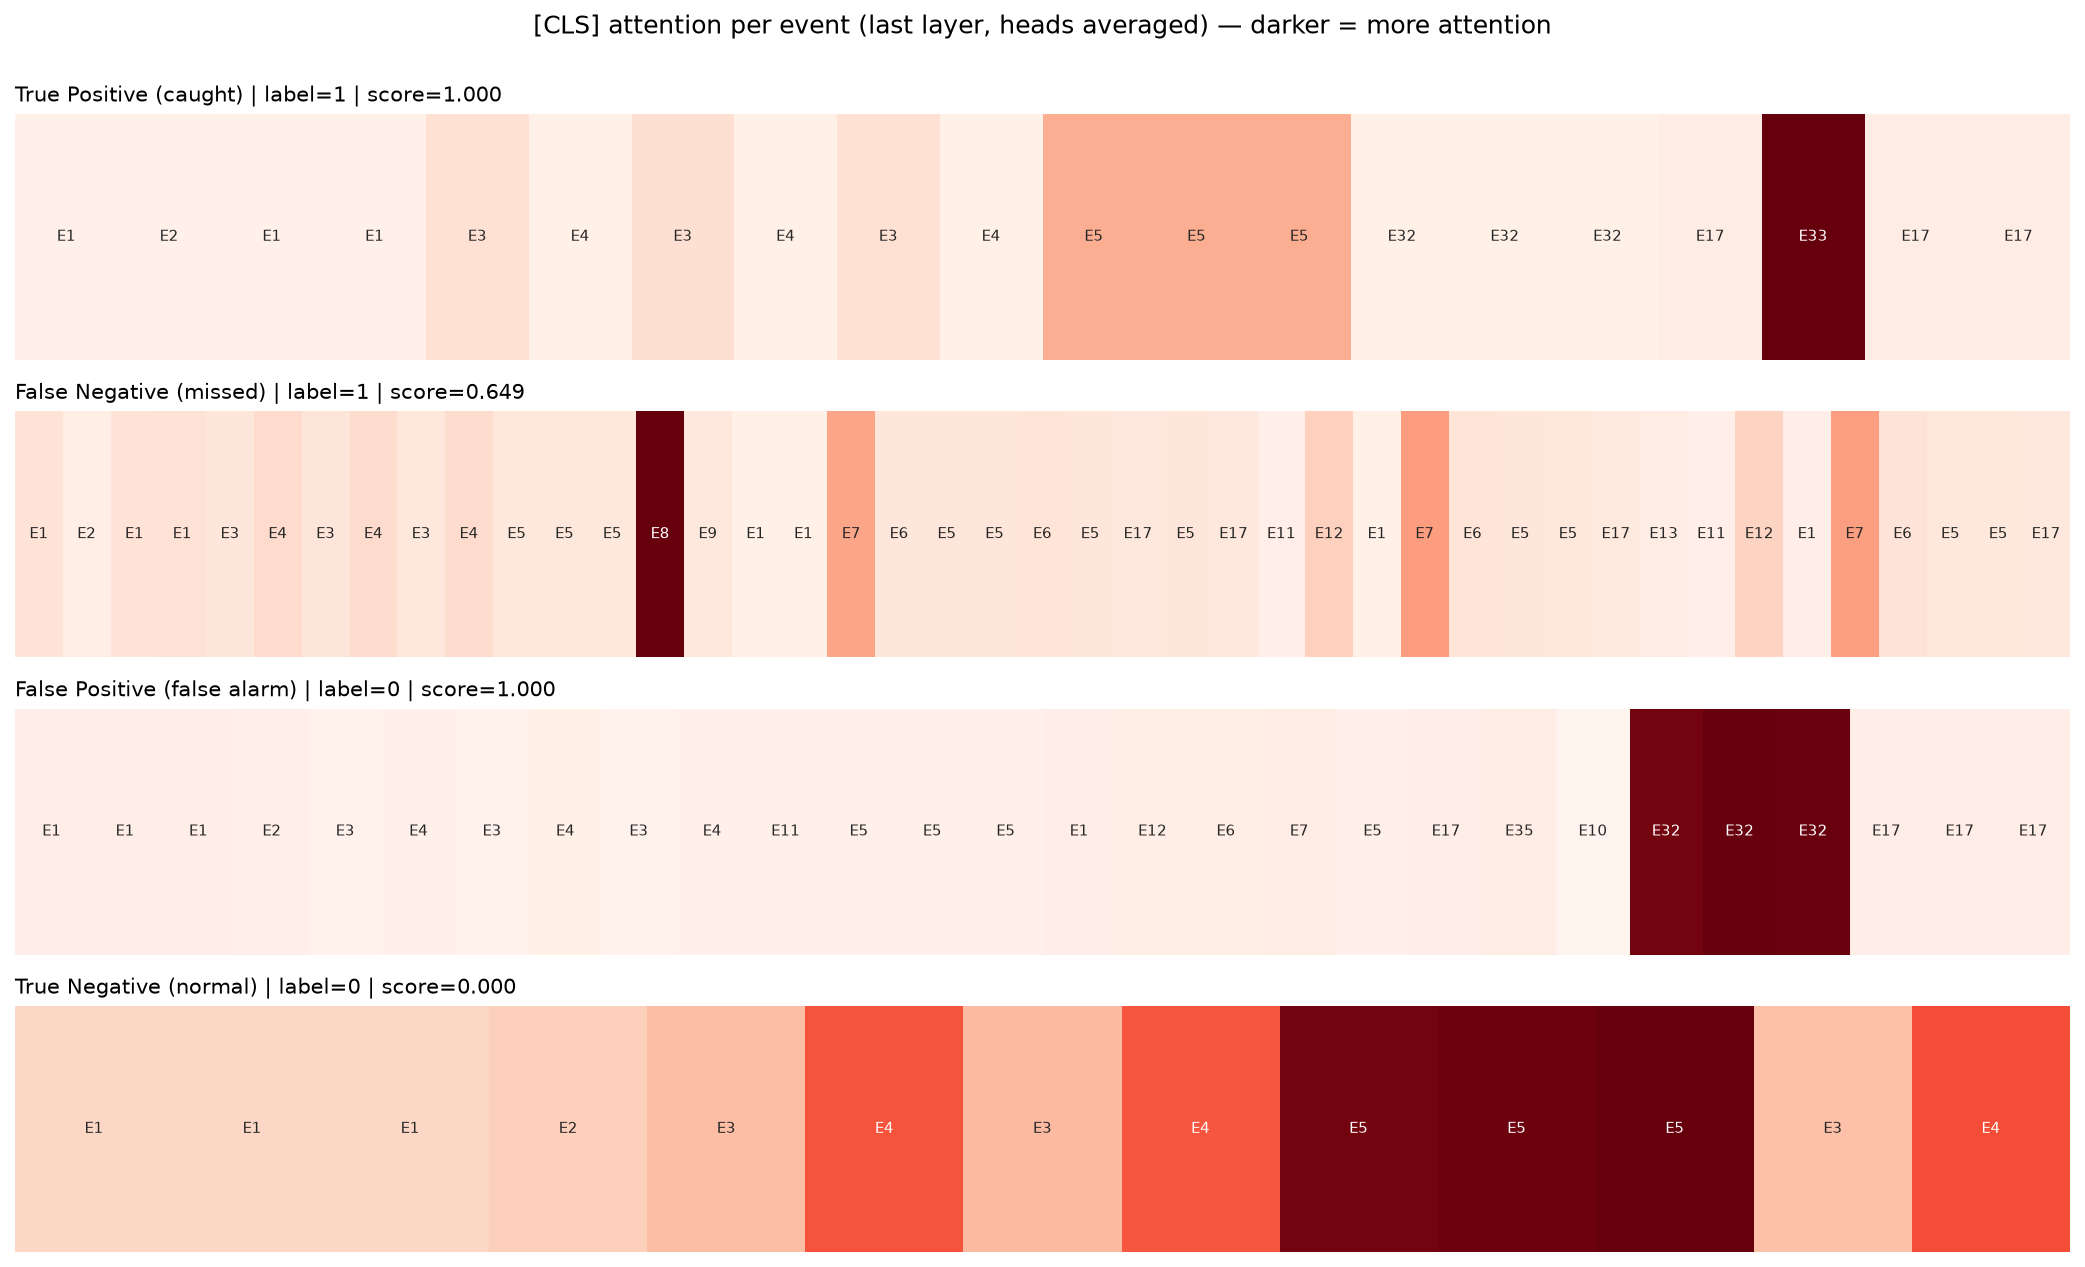 [CLS] attention per event (last layer, heads averaged) — darker = more attention
True Positive (caught) | label=1 | score=1.000
E1 E2 E1 E1 E3 E4 E3 E4 E3 E4 E5 E5 E5 E32 E32 E32 E17 E33 E17 E17
False Negative (missed) | label=1 | score=0.649
E1 E2 E1 E1 E3 E4 E3 E4 E3 E4 E5 E5 E5 E8 E9 E1 E1 E7 E6 E5 E5 E6 E5 E17 E5 E17 E11 E12 E1 E7 E6 E5 E5 E17 E13 E11 E12 E1 E7 E6 E5 E5 E17
False Positive (false alarm) | label=0 | score=1.000
E1 E1 E1 E2 E3 E4 E3 E4 E3 E4 E11 E5 E5 E5 E1 E12 E6 E7 E5 E17 E35 E10 E32 E32 E32 E17 E17 E17
True Negative (normal) | label=0 | score=0.000
E1 E1 E1 E2 E3 E4 E3 E4 E5 E5 E5 E3 E4